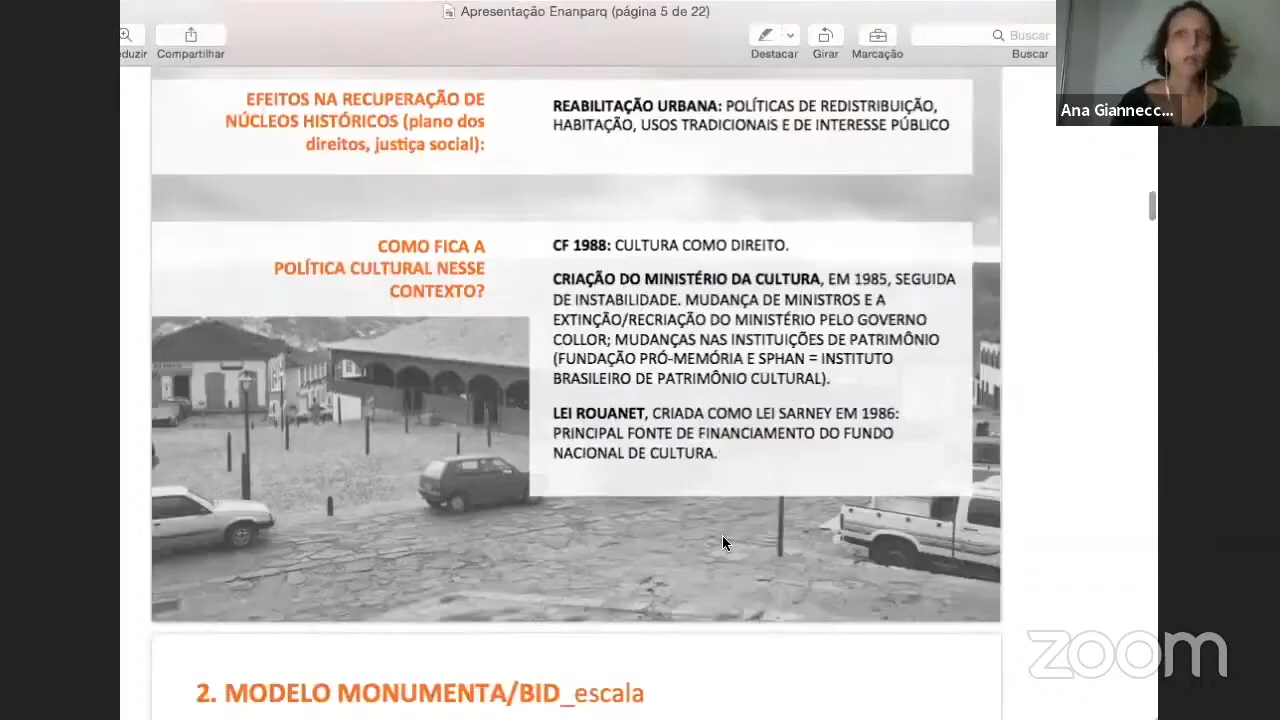 Apresentação Enanparq (página 5 de 22)
duzir
Compartilhar
Destacar
Girar
Marcação
Buscar
Buscar
Ana Giannecc...
EFEITOS NA RECUPERAÇÃO DE
NÚCLEOS HISTÓRICOS (plano dos
direitos, justiça social):
REABILITAÇÃO URBANA: POLÍTICAS DE REDISTRIBUIÇÃO,
HABITAÇÃO, USOS TRADICIONAIS E DE INTERESSE PÚBLICO
COMO FICA A
POLÍTICA CULTURAL NESSE
CONTEXTO?
CF 1988: CULTURA COMO DIREITO.
CRIAÇÃO DO MINISTÉRIO DA CULTURA, EM 1985, SEGUIDA
DE INSTABILIDADE. MUDANÇA DE MINISTROS E A
EXTINÇÃO/RECRIAÇÃO DO MINISTÉRIO PELO GOVERNO
COLLOR; MUDANÇAS NAS INSTITUIÇÕES DE PATRIMÔNIO
(FUNDAÇÃO PRÓ-MEMÓRIA E SPHAN = INSTITUTO
BRASILEIRO DE PATRIMÔNIO CULTURAL).
LEI ROUANET, CRIADA COMO LEI SARNEY EM 1986:
PRINCIPAL FONTE DE FINANCIAMENTO DO FUNDO
NACIONAL DE CULTURA.
2. MODELO MONUMENTA/BID_escala
zoom